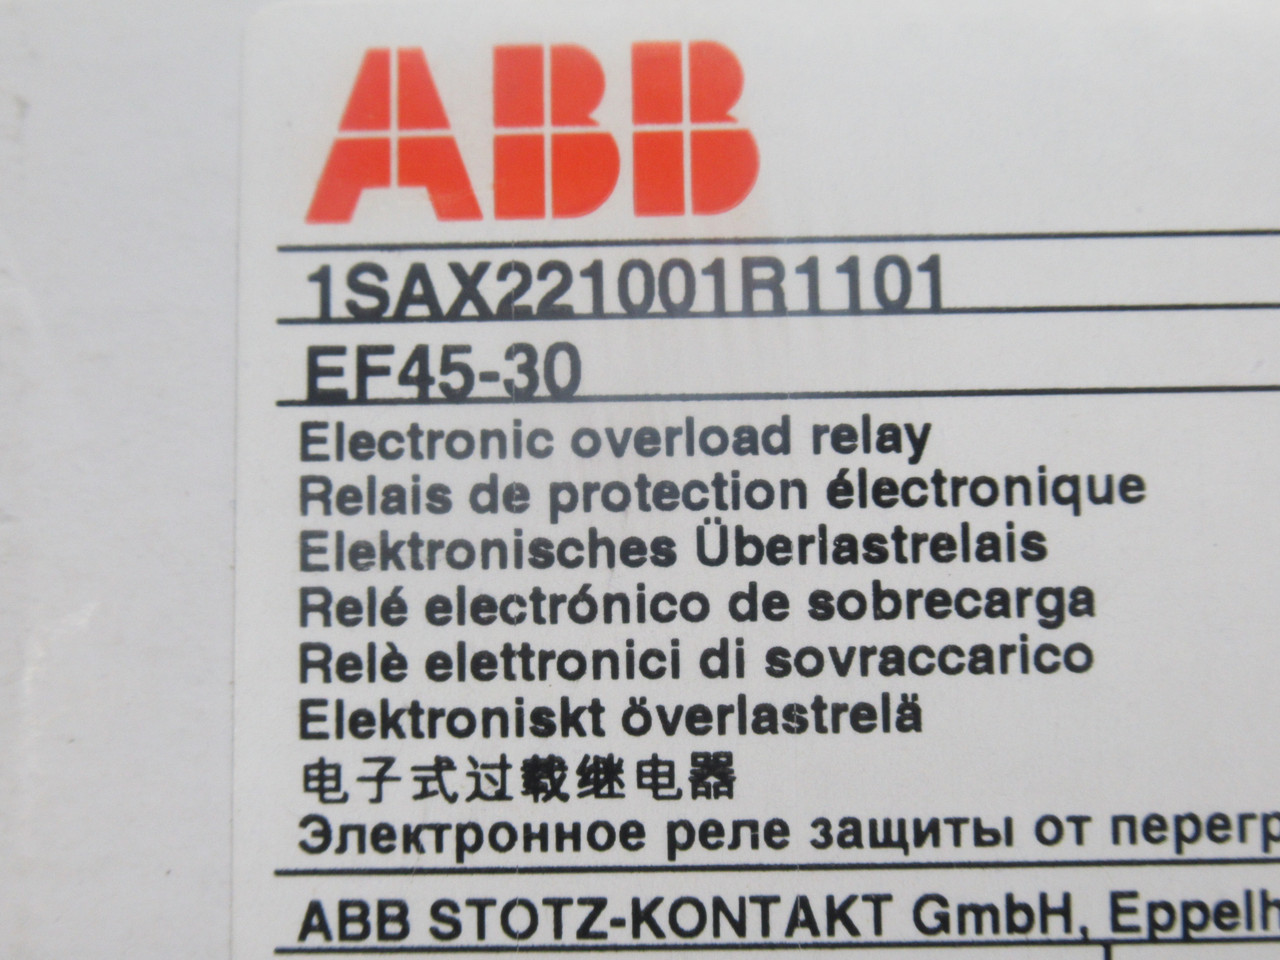 ABB
1SAX221001R1101
EF45-30
Electronic overload relay
Relais de protection électronique
Elektronisches Überlastrelais
Relé electrónico de sobrecarga
Relè elettronici di sovraccarico
Elektroniskt överlastrelä
电子式过载继电器
Электронное реле защиты от перегр
ABB STOTZ-KONTAKT GmbH, Eppelh